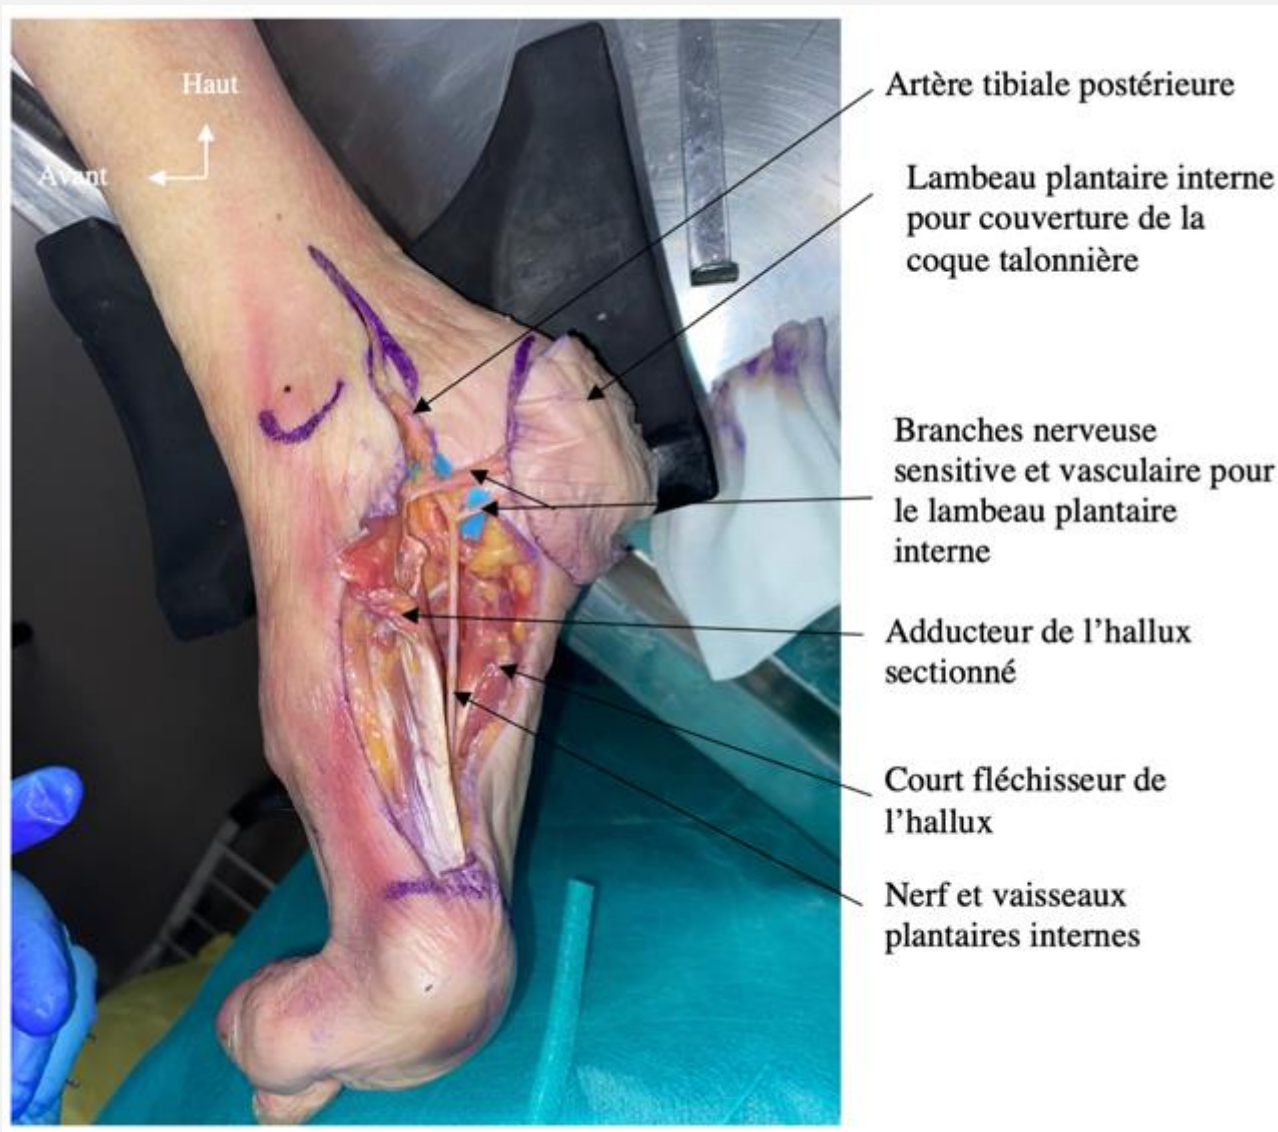 Haut
Avant
Artère tibiale postérieure
Lambeau plantaire interne
pour couverture de la
coque talonnière
Branches nerveuse
sensitive et vasculaire pour
le lambeau plantaire
interne
Adducteur de l’hallux
sectionné
Court fléchisseur de
l’hallux
Nerf et vaisseaux
plantaires internes